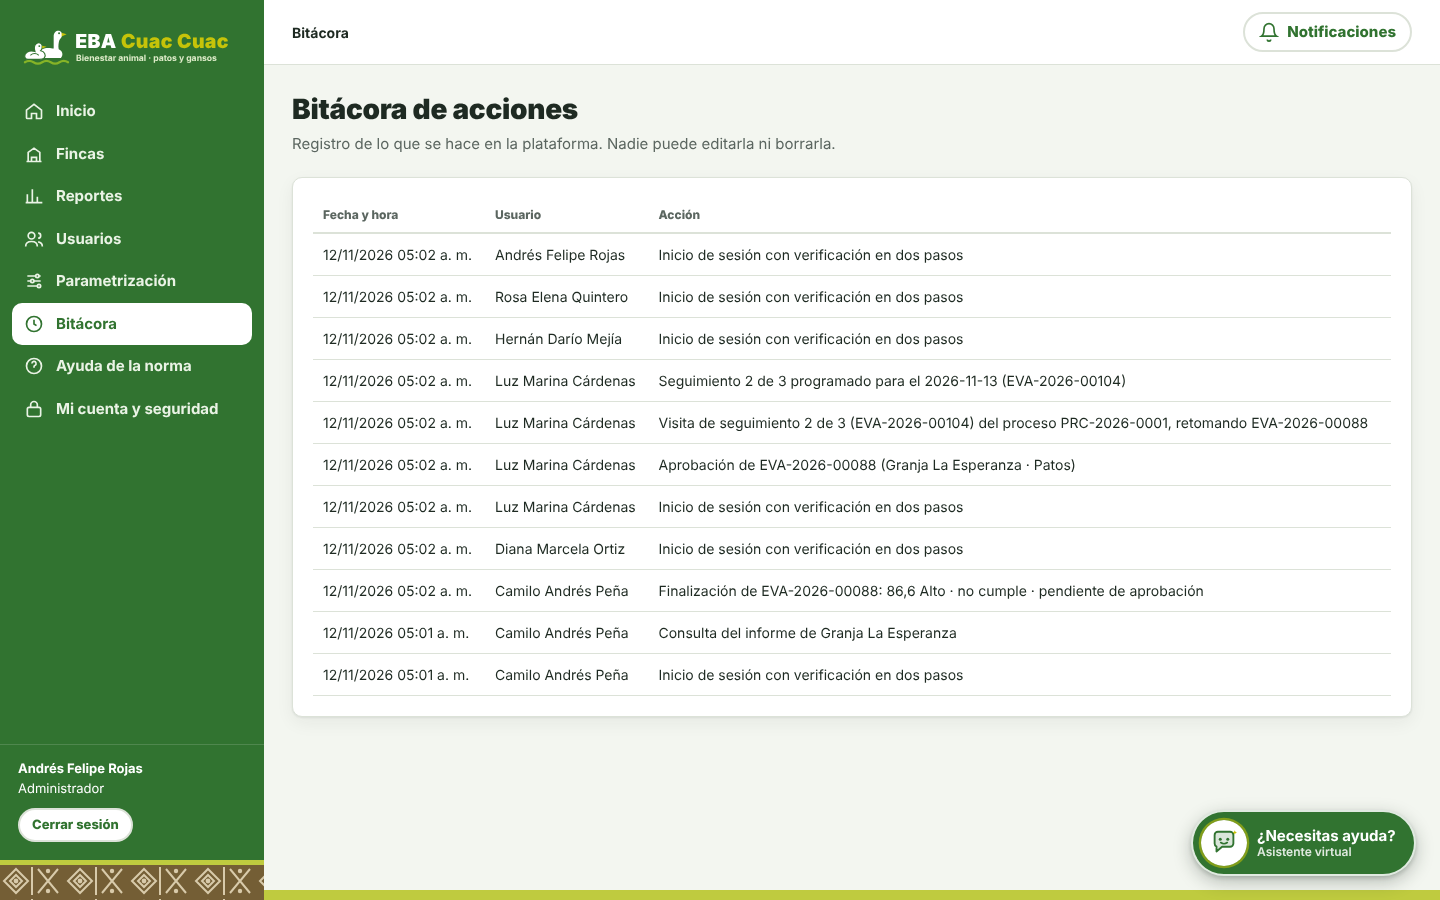 EBA Cuac Cuac
Bienestar animal · patos y gansos
Inicio
Fincas
Reportes
Usuarios
Parametrización
Bitácora
Ayuda de la norma
Mi cuenta y seguridad
Andrés Felipe Rojas
Administrador
Cerrar sesión
Bitácora
Notificaciones
Bitácora de acciones
Registro de lo que se hace en la plataforma. Nadie puede editarla ni borrarla.
Fecha y hora Usuario Acción
12/11/2026 05:02 a. m. Andrés Felipe Rojas Inicio de sesión con verificación en dos pasos
12/11/2026 05:02 a. m. Rosa Elena Quintero Inicio de sesión con verificación en dos pasos
12/11/2026 05:02 a. m. Hernán Darío Mejía Inicio de sesión con verificación en dos pasos
12/11/2026 05:02 a. m. Luz Marina Cárdenas Seguimiento 2 de 3 programado para el 2026-11-13 (EVA-2026-00104)
12/11/2026 05:02 a. m. Luz Marina Cárdenas Visita de seguimiento 2 de 3 (EVA-2026-00104) del proceso PRC-2026-0001, retomando EVA-2026-00088
12/11/2026 05:02 a. m. Luz Marina Cárdenas Aprobación de EVA-2026-00088 (Granja La Esperanza · Patos)
12/11/2026 05:02 a. m. Luz Marina Cárdenas Inicio de sesión con verificación en dos pasos
12/11/2026 05:02 a. m. Diana Marcela Ortiz Inicio de sesión con verificación en dos pasos
12/11/2026 05:02 a. m. Camilo Andrés Peña Finalización de EVA-2026-00088: 86,6 Alto · no cumple · pendiente de aprobación
12/11/2026 05:01 a. m. Camilo Andrés Peña Consulta del informe de Granja La Esperanza
12/11/2026 05:01 a. m. Camilo Andrés Peña Inicio de sesión con verificación en dos pasos
¿Necesitas ayuda?
Asistente virtual